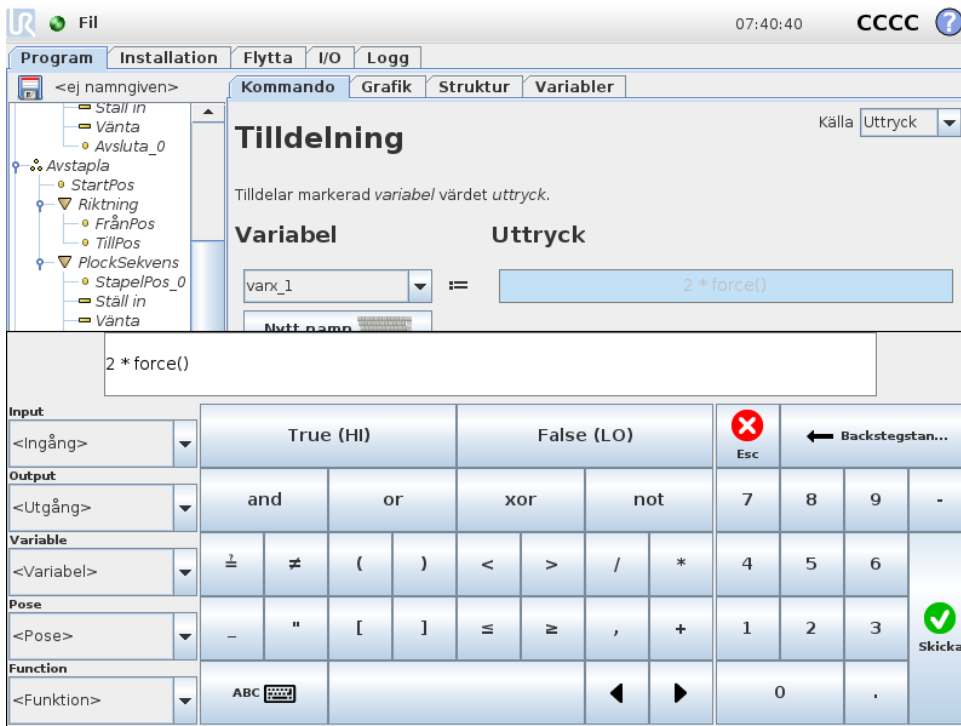 UR Fil 07:40:40 CCCC ?
Program Installation Flytta I/O Logg
<ej namngiven>
Kommando Grafik Struktur Variabler
Ställ in
Vänta
Avsluta_0
Avstapla
StartPos
Riktning
FrånPos
TillPos
PlockSekvens
StapelPos_0
Ställ in
Vänta
Tilldelning
Källa Uttryck
Tilldelar markerad variabel värdet uttryck.
Variabel Uttryck
varx_1 := 2 * force()
Nytt namn
2 * force()
Input
<Ingång>
Output
<Utgång>
Variable
<Variabel>
Pose
<Pose>
Function
<Funktion>
True (HI) False (LO) Esc Backstegstan...
and or xor not 7 8 9 -
≟ ≠ ( ) < > / * 4 5 6
_ " [ ] ≤ ≥ , + 1 2 3
Skicka
ABC 0 .